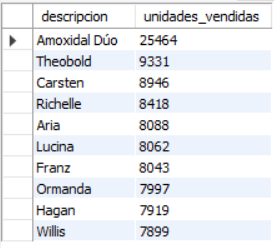 descripcion unidades_vendidas
Amoxidal Dúo 25464
Theobold 9331
Carsten 8946
Richelle 8418
Aria 8088
Lucina 8062
Franz 8043
Ormanda 7997
Hagan 7919
Willis 7899